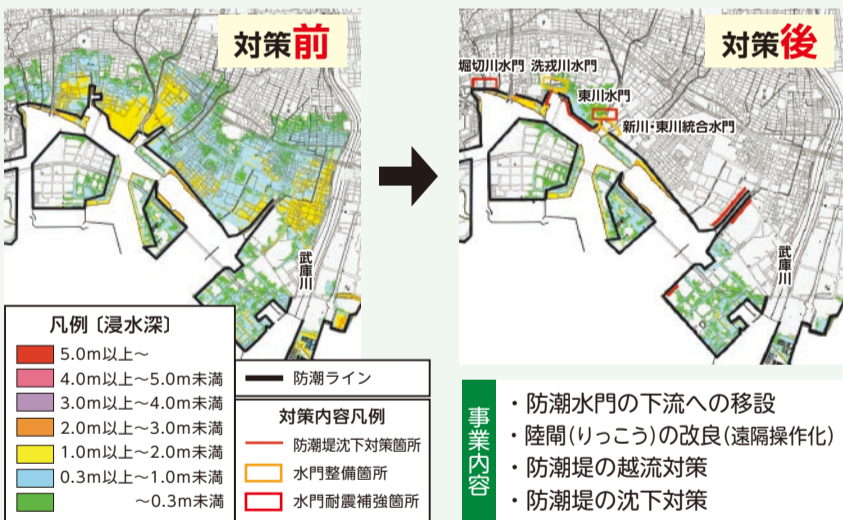 対策前
対策後
堀切川水門
洗戎川水門
東川水門
新川・東川統合水門
武庫川
武庫川
凡例〔浸水深〕
5.0m以上～
4.0m以上～5.0m未満
3.0m以上～4.0m未満
2.0m以上～3.0m未満
1.0m以上～2.0m未満
0.3m以上～1.0m未満
～0.3m未満
防潮ライン
対策内容凡例
防潮堤沈下対策箇所
水門整備箇所
水門耐震補強箇所
事業内容
・防潮水門の下流への移設
・陸閘(りっこう)の改良(遠隔操作化)
・防潮堤の越流対策
・防潮堤の沈下対策